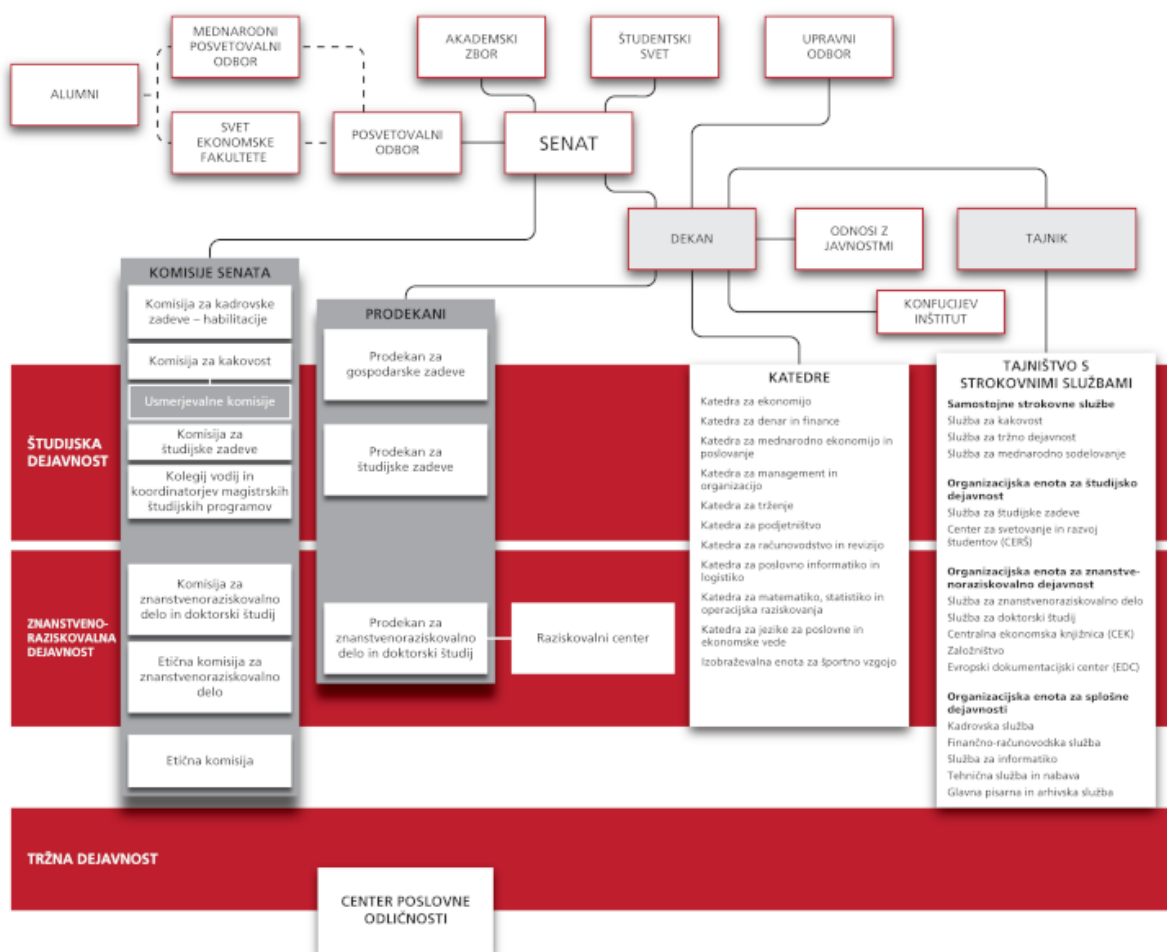 MEDNARODNI
POSVETOVALNI
ODBOR
AKADEMSKI
ZBOR
ŠTUDENTSKI
SVET
UPRAVNI
ODBOR
ALUMNI
SVET
EKONOMSKE
FAKULTETE
POSVETOVALNI
ODBOR
SENAT
DEKAN
ODNOSI Z
JAVNOSTMI
TAJNIK
KONFUCIJEV
INŠTITUT
KOMISIJE SENATA
Komisija za kadrovske
zadeve – habilitacije
Komisija za kakovost
Usmerjevalne komisije
Komisija za
študijske zadeve
Kolegij vodij in
koordinatorjev magistrskih
študijskih programov
Komisija za
znanstvenoraziskovalno
delo in doktorski študij
Etična komisija za
znanstvenoraziskovalno
delo
Etična komisija
PRODEKANI
Prodekan za
gospodarske zadeve
Prodekan za
študijske zadeve
Prodekan za
znanstvenoraziskovalno
delo in doktorski študij
Raziskovalni center
KATEDRE
Katedra za ekonomijo
Katedra za denar in finance
Katedra za mednarodno ekonomijo in
poslovanje
Katedra za management in
organizacijo
Katedra za trženje
Katedra za podjetništvo
Katedra za računovodstvo in revizijo
Katedra za poslovno informatiko in
logistiko
Katedra za matematiko, statistiko in
operacijska raziskovanja
Katedra za jezike za poslovne in
ekonomske vede
Izobraževalna enota za športno vzgojo
TAJNIŠTVO S
STROKOVNIMI SLUŽBAMI
Samostojne strokovne službe
Služba za kakovost
Služba za tržno dejavnost
Služba za mednarodno sodelovanje
Organizacijska enota za študijsko
dejavnost
Služba za študijske zadeve
Center za svetovanje in razvoj
študentov (CERŠ)
Organizacijska enota za znanstve-
noraziskovalno dejavnost
Služba za znanstvenoraziskovalno delo
Služba za doktorski študij
Centralna ekonomska knjižnica (CEK)
Založništvo
Evropski dokumentacijski center (EDC)
Organizacijska enota za splošne
dejavnosti
Kadrovska služba
Finančno-računovodska služba
Služba za informatiko
Tehnična služba in nabava
Glavna pisarna in arhivska služba
ŠTUDIJSKA
DEJAVNOST
ZNANSTVENO-
RAZISKOVALNA
DEJAVNOST
TRŽNA DEJAVNOST
CENTER POSLOVNE
ODLIČNOSTI